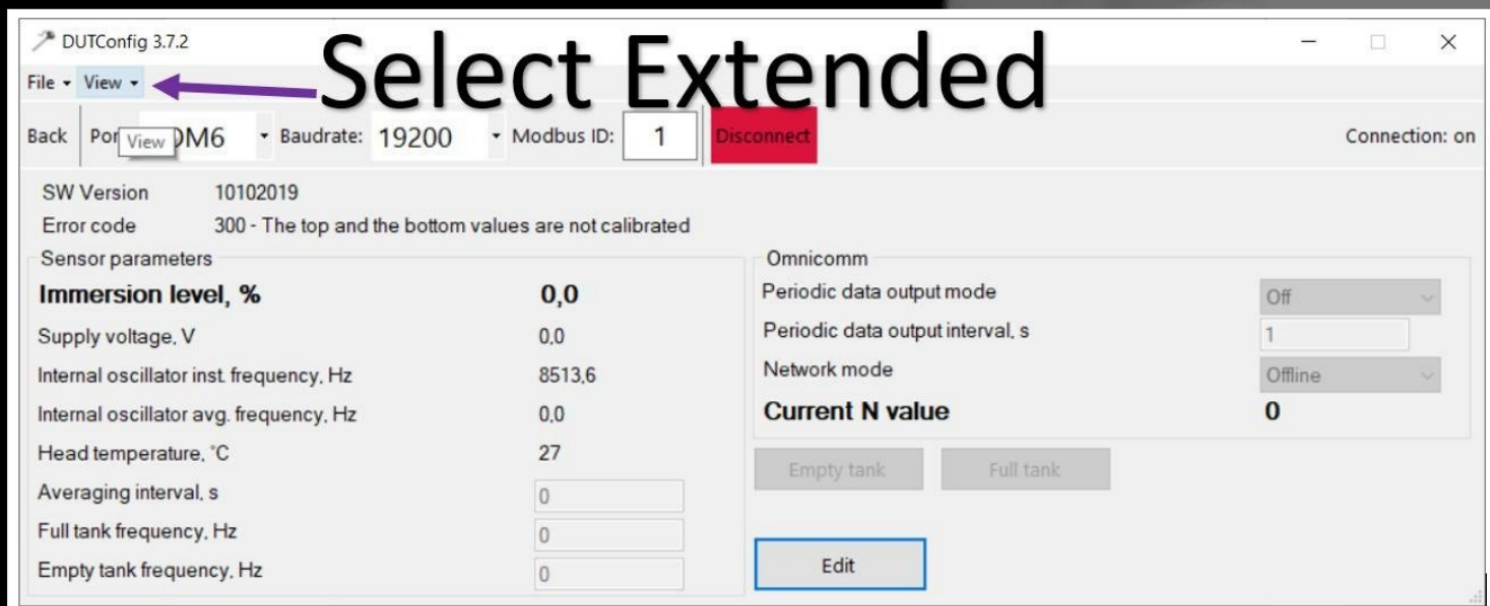 DUTConfig 3.7.2
Select Extended
File View
Back Por View OM6 Baudrate: 19200 Modbus ID: 1 Disconnect Connection: on
SW Version 10102019
Error code 300 - The top and the bottom values are not calibrated
Sensor parameters
Immersion level, % 0,0
Supply voltage, V 0,0
Internal oscillator inst. frequency, Hz 8513,6
Internal oscillator avg. frequency, Hz 0,0
Head temperature, °C 27
Averaging interval, s 0
Full tank frequency, Hz 0
Empty tank frequency, Hz 0
Omnicomm
Periodic data output mode Off
Periodic data output interval, s 1
Network mode Offline
Current N value 0
Empty tank Full tank
Edit